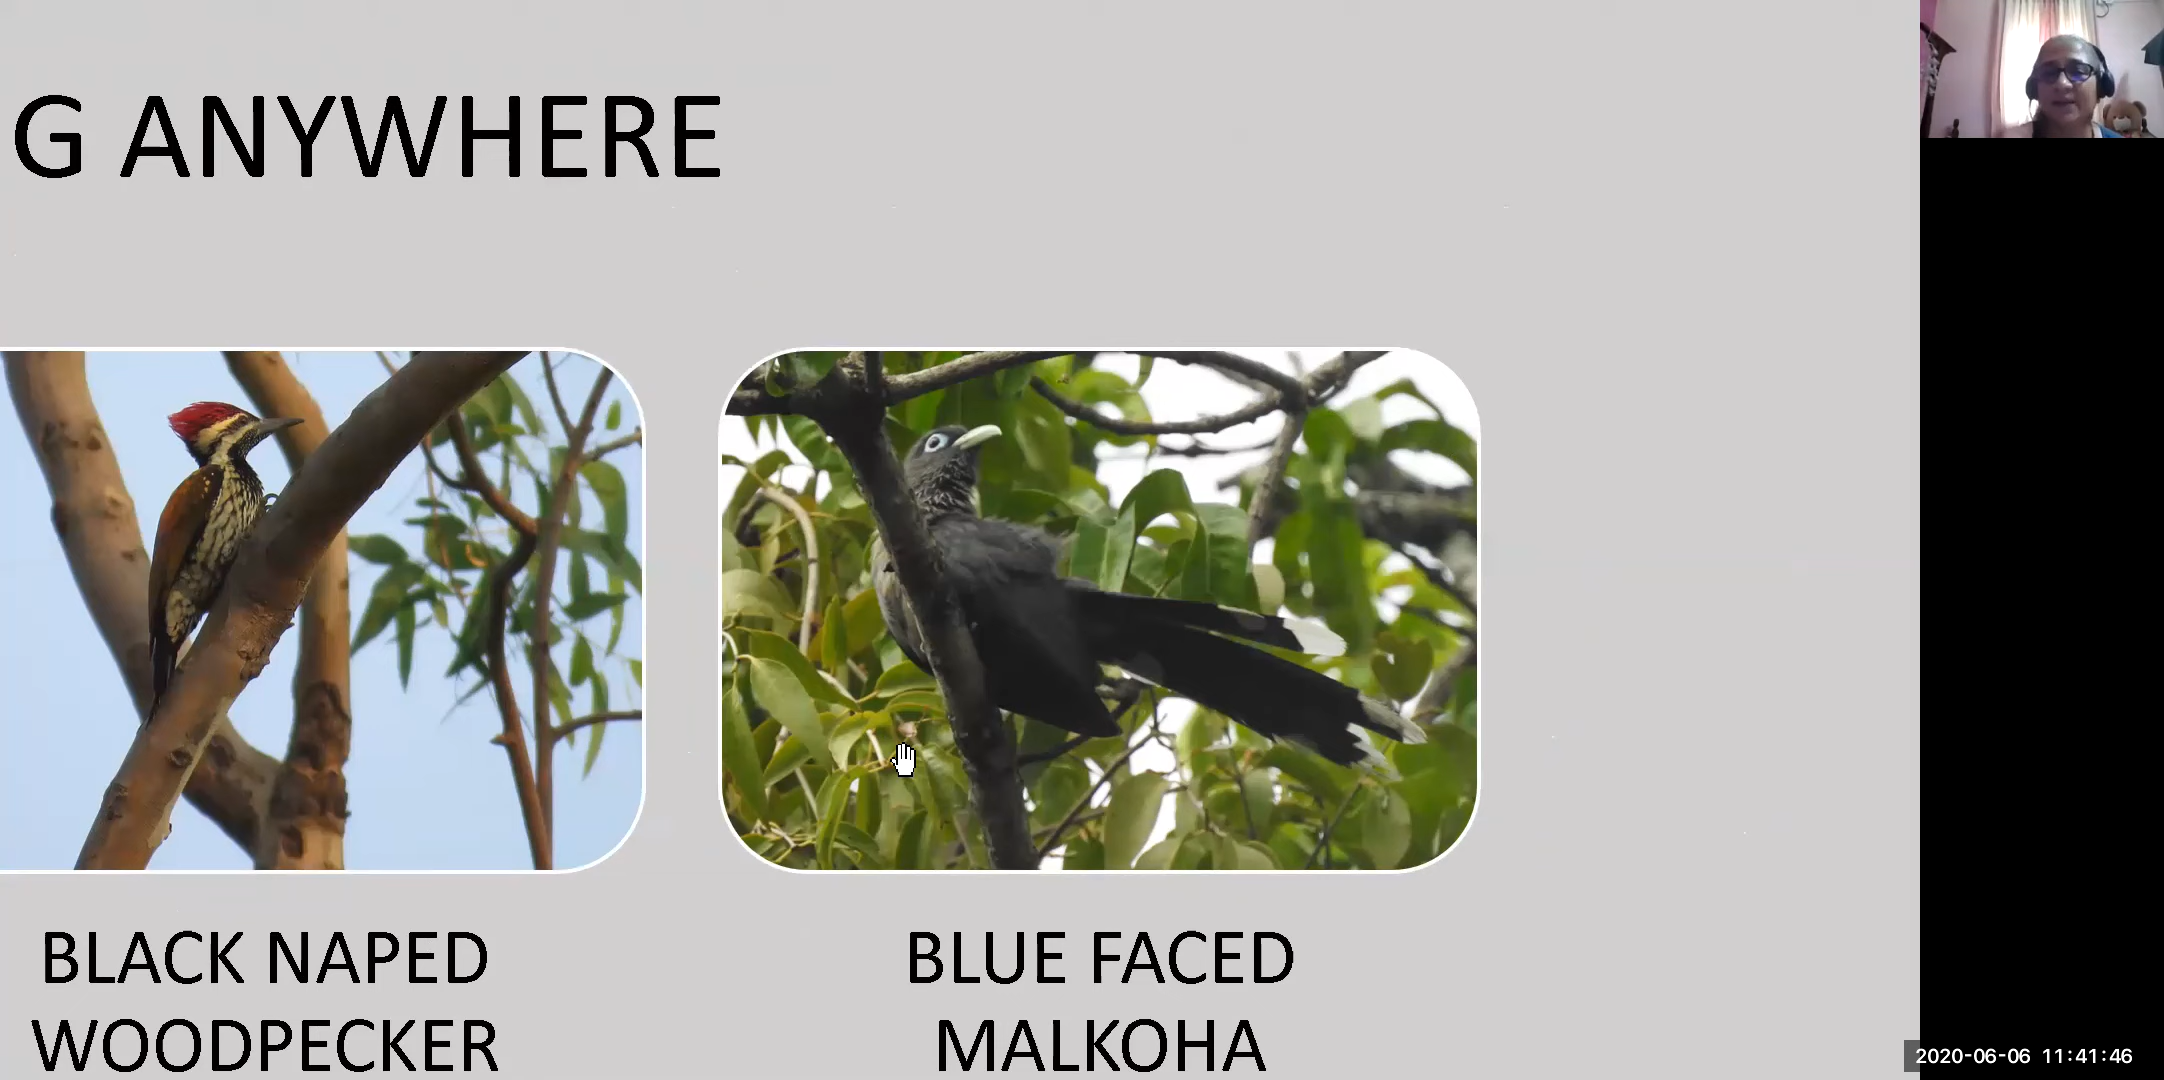 G ANYWHERE
BLACK NAPED
WOODPECKER
BLUE FACED
MALKOHA
2020-06-06 11:41:46